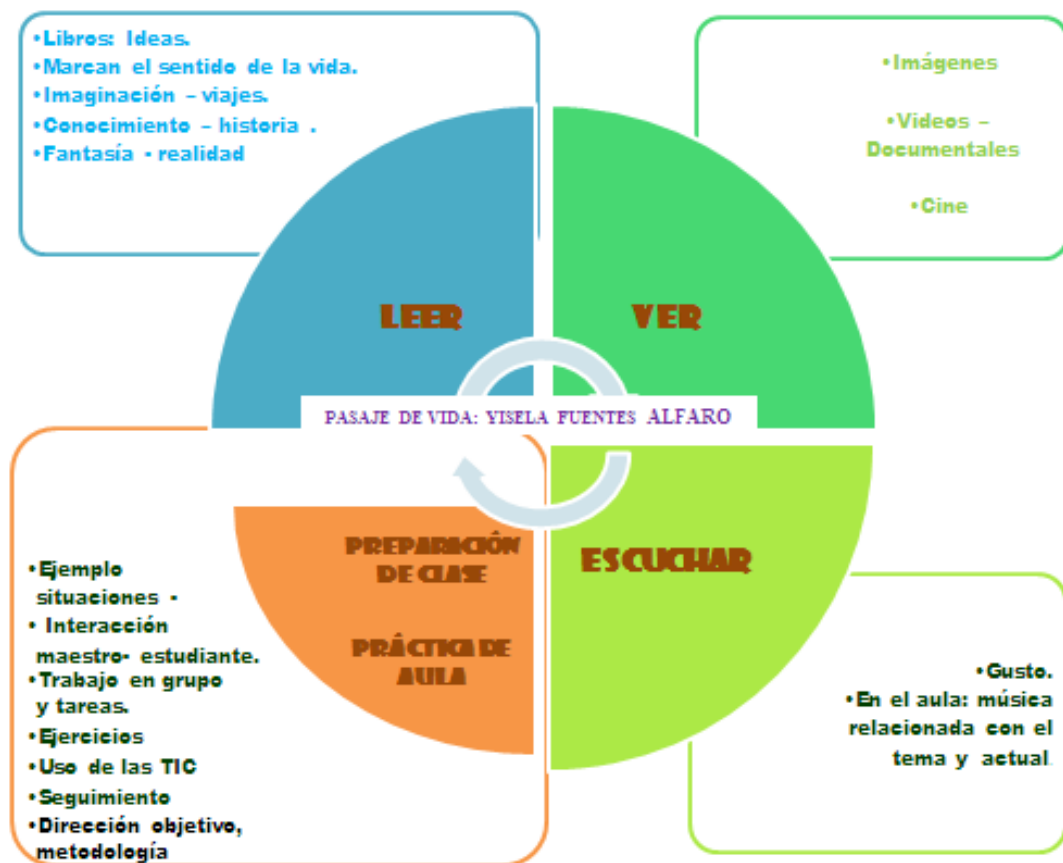 •Libros: Ideas.
•Marcan el sentido de la vida.
•Imaginación – viajes.
•Conocimiento – historia .
•Fantasía - realidad
•Imágenes
•Videos –
Documentales
•Cine
LEER
VER
PASAJE DE VIDA: YISELA FUENTES ALFARO
PREPARACIÓN
DE CLASE
PRÁCTICA DE
AULA
ESCUCHAR
•Ejemplo
situaciones -
• Interacción
maestro- estudiante.
•Trabajo en grupo
y tareas.
•Ejercicios
•Uso de las TIC
•Seguimiento
•Dirección objetivo,
metodología
•Gusto.
•En el aula: música
relacionada con el
tema y actual.